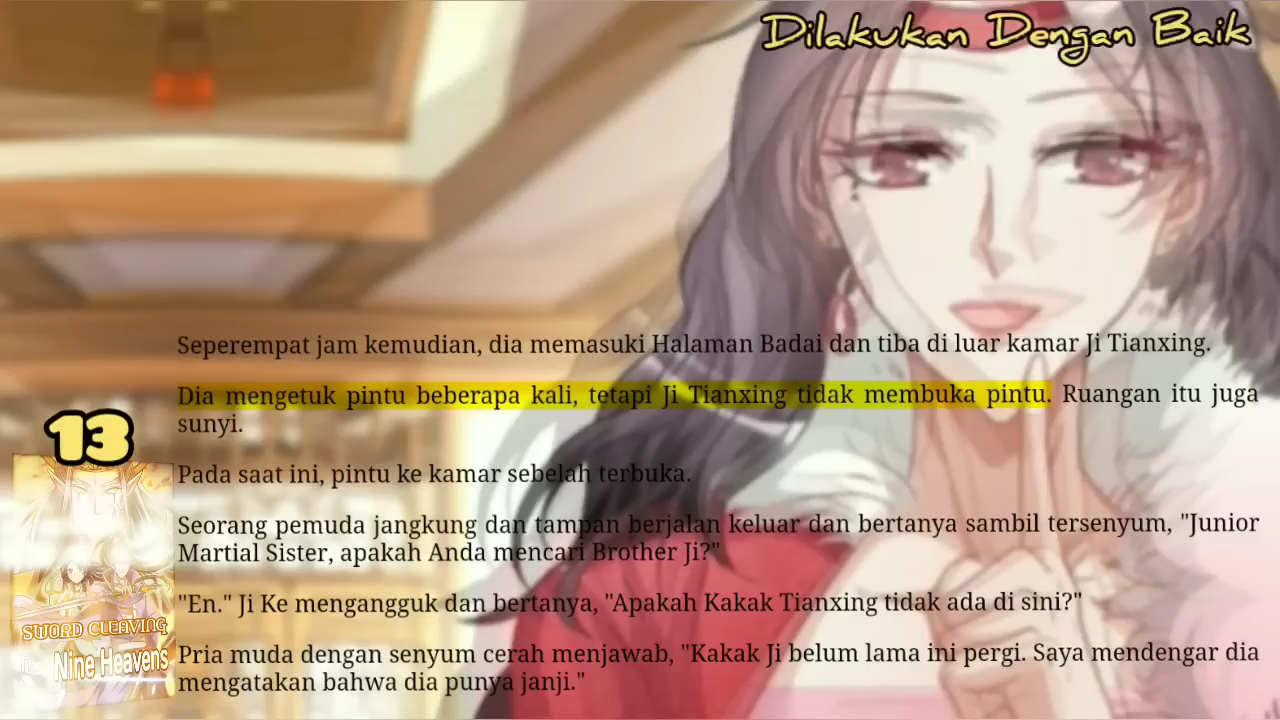 Dilakukan Dengan Baik
Seperempat jam kemudian, dia memasuki Halaman Badai dan tiba di luar kamar Ji Tianxing.
Dia mengetuk pintu beberapa kali, tetapi Ji Tianxing tidak membuka pintu. Ruangan itu juga
sunyi.
Pada saat ini, pintu ke kamar sebelah terbuka.
Seorang pemuda jangkung dan tampan berjalan keluar dan bertanya sambil tersenyum, "Junior
Martial Sister, apakah Anda mencari Brother Ji?"
"En." Ji Ke mengangguk dan bertanya, "Apakah Kakak Tianxing tidak ada di sini?"
Pria muda dengan senyum cerah menjawab, "Kakak Ji belum lama ini pergi. Saya mendengar dia
mengatakan bahwa dia punya janji."
13
SWORD CLEAVING
the Nine Heavens